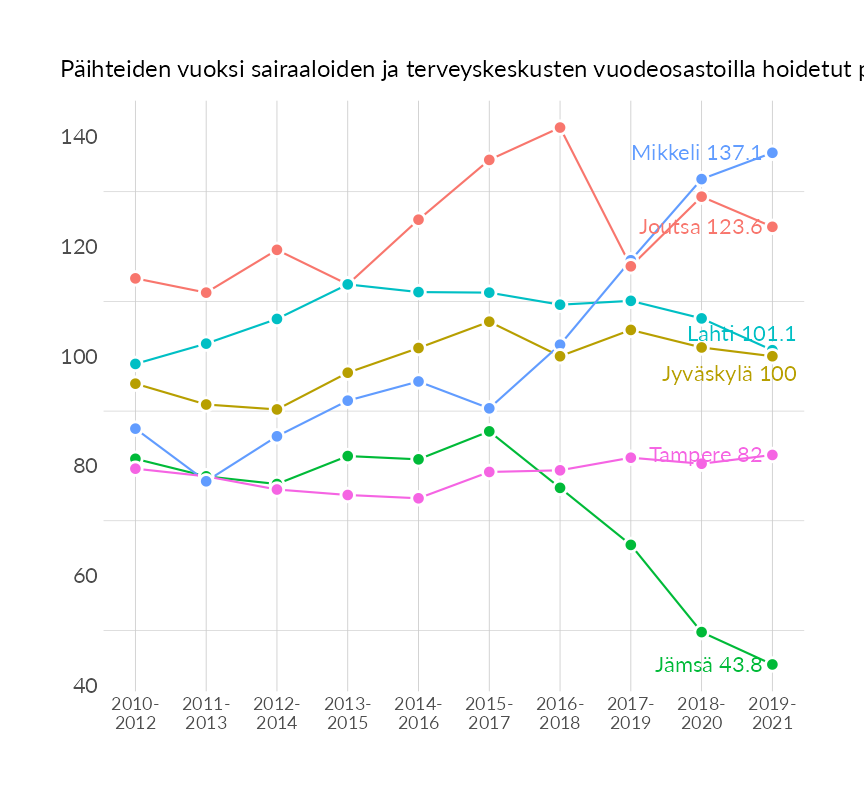 Päihteiden vuoksi sairaaloiden ja terveyskeskusten vuodeosastoilla hoidetut
140
120
100
80
60
40
Mikkeli 137.1
Joutsa 123.6
Lahti 101.1
Jyväskylä 100
Tampere 82
Jämsä 43.8
2010- 2011- 2012- 2013- 2014- 2015- 2016- 2017- 2018- 2019-
2012 2013 2014 2015 2016 2017 2018 2019 2020 2021